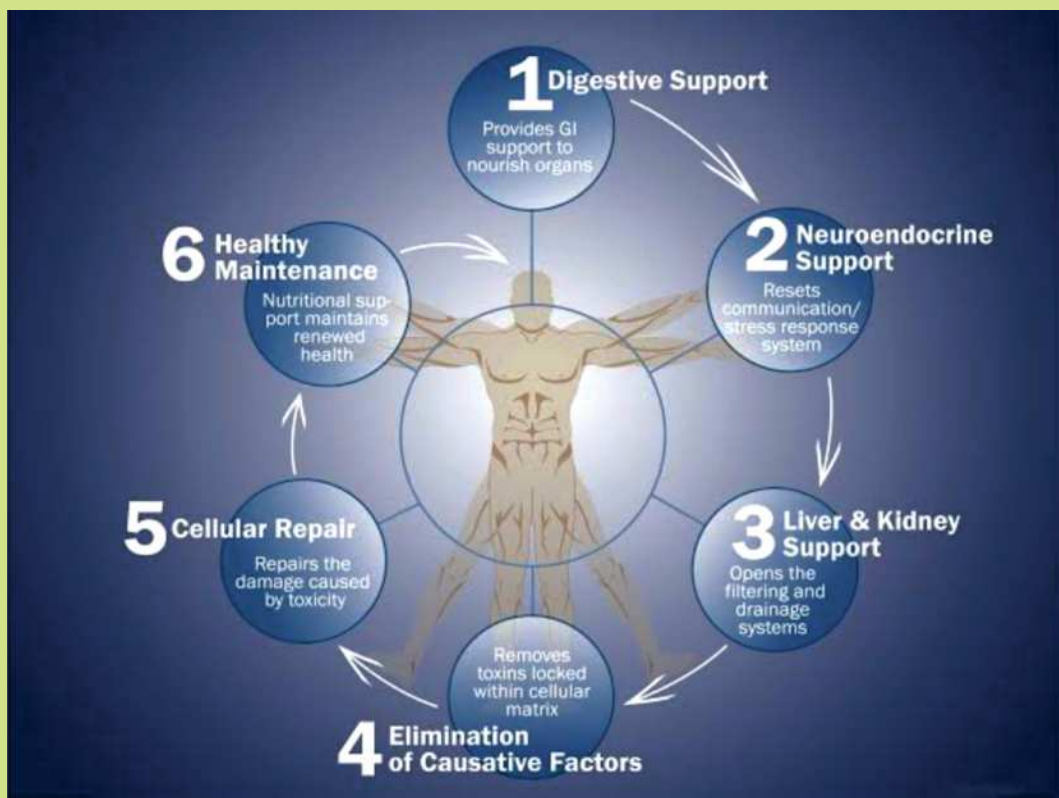 1 Digestive Support
Provides GI
support to
nourish organs
2 Neuroendocrine
Support
Resets
communication/
stress response
system
3 Liver & Kidney
Support
Opens the
filtering and
drainage
systems
Removes
toxins locked
within cellular
matrix
4 Elimination
of Causative Factors
5 Cellular Repair
Repairs the
damage caused
by toxicity
6 Healthy
Maintenance
Nutritional sup-
port maintains
renewed
health